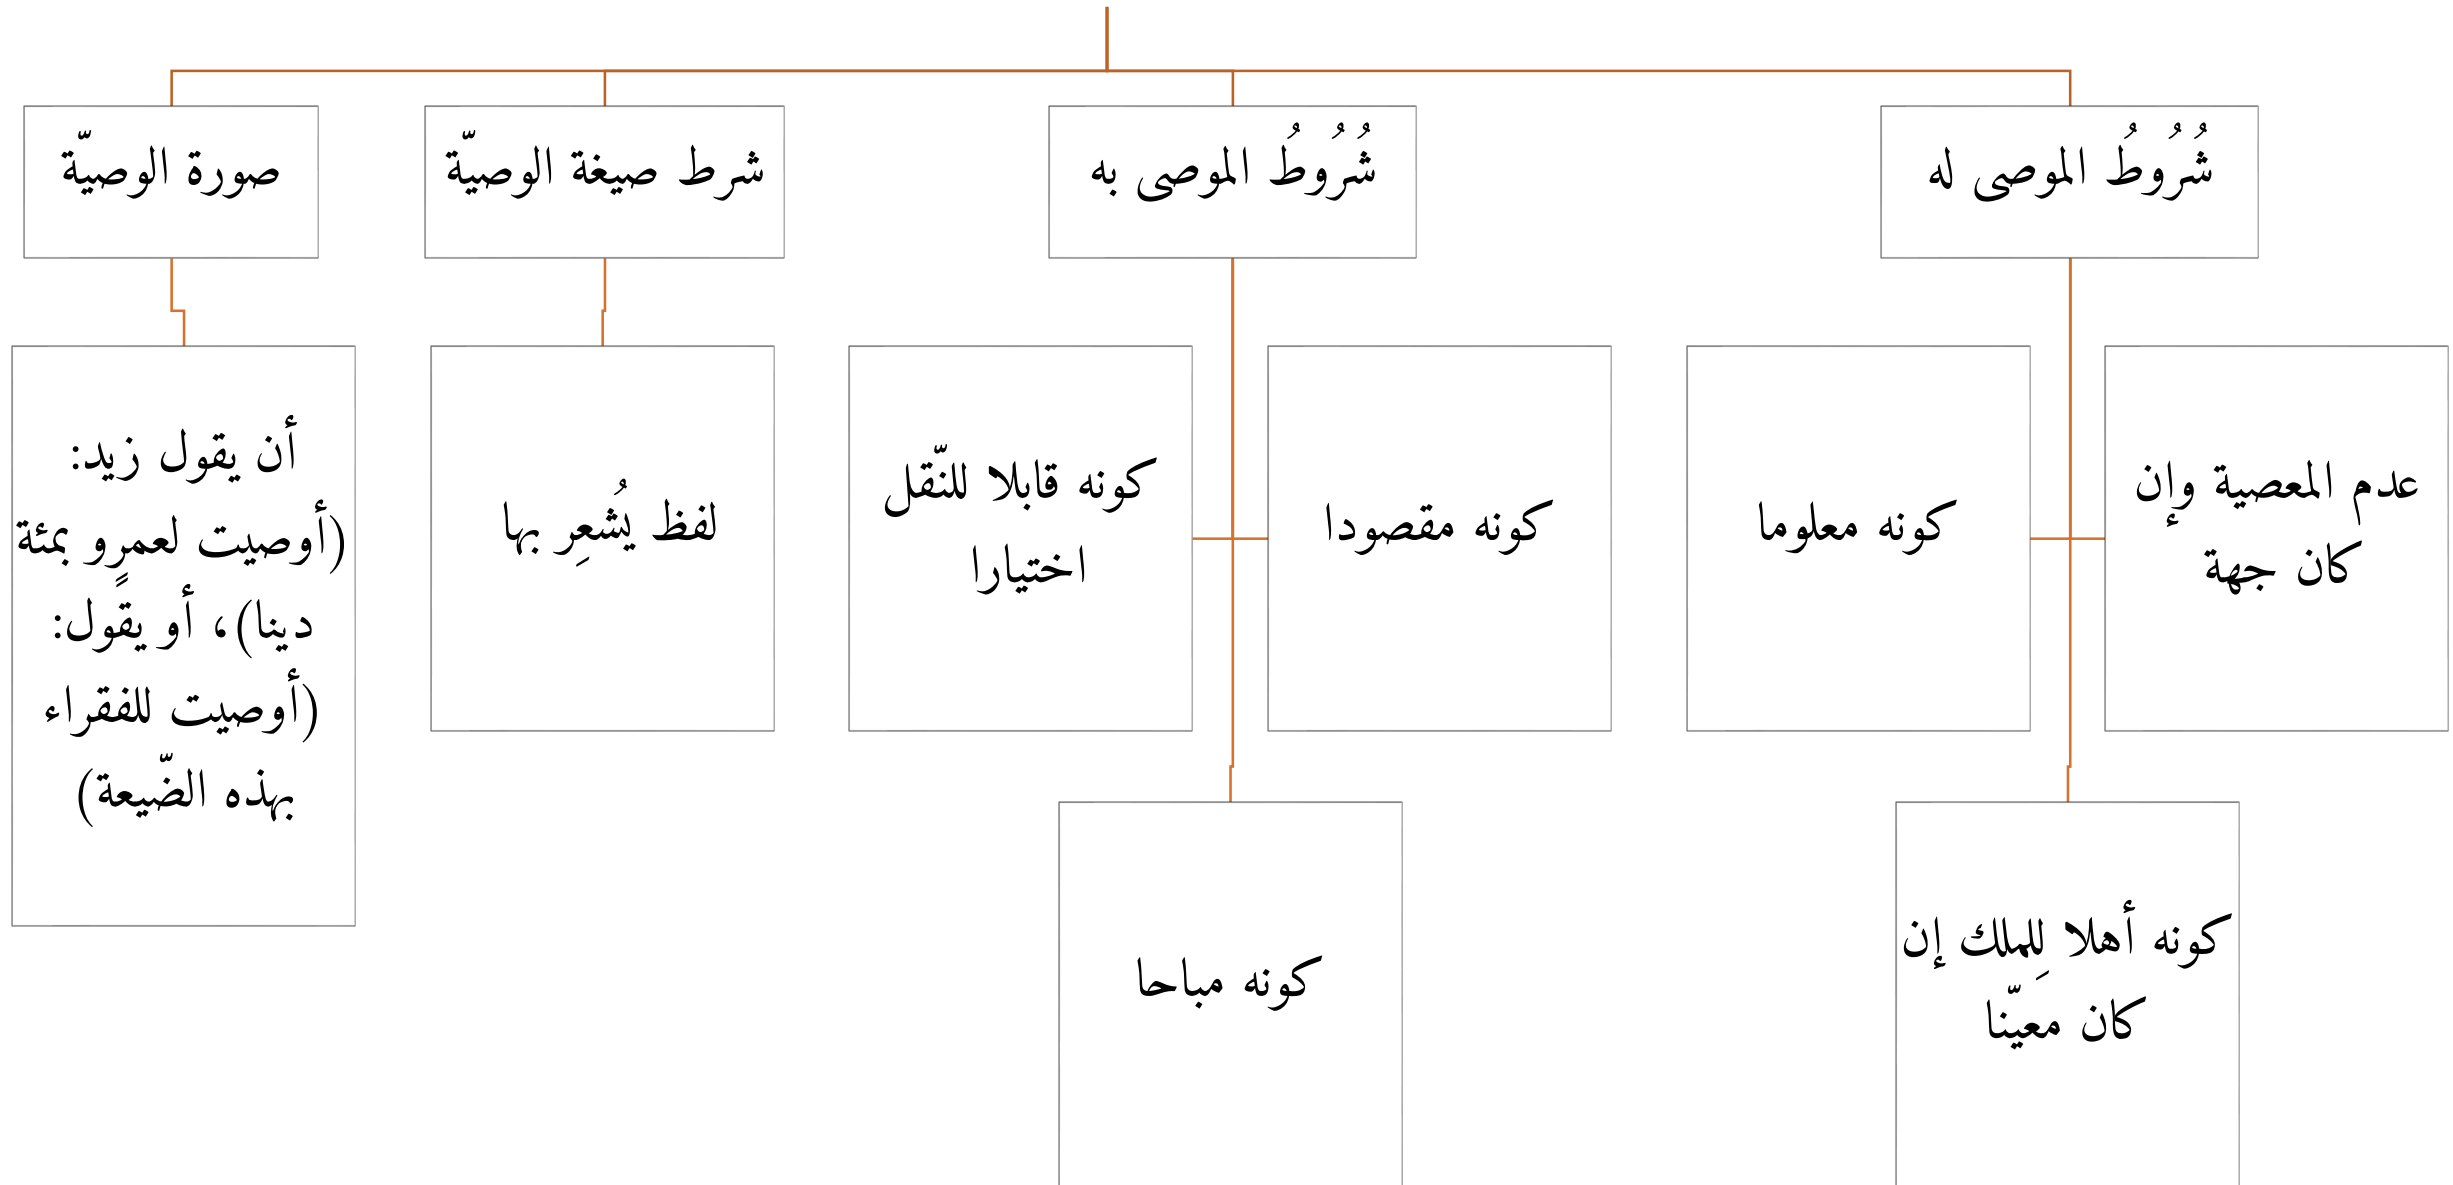 شُرُوطُ الموصى له
شُرُوطُ الموصى به
شرط صيغة الوصيّة
صورة الوصيّة
عدم المعصية وإن
كان جهة
كونه معلوما
كونه أهلا لِلملك إن
كان معيّنا
كونه مقصودا
كونه قابلا للنّقل
اختيارا
كونه مباحا
لفظ يُشعِر بها
أن يقول زيد:
(أوصيت لعمرٍو بمئة
دينا)، أو يقول:
(أوصيت للفقراء
بهذه الضّيعة)